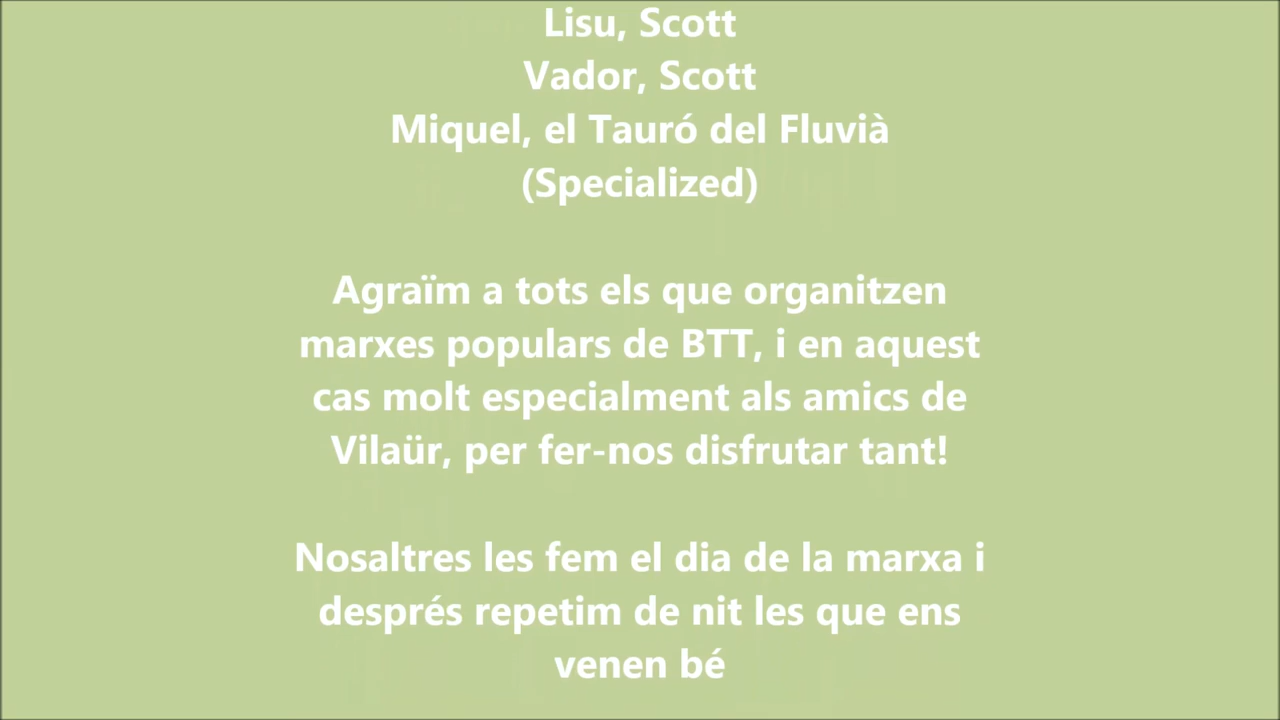 Lisu, Scott
Vador, Scott
Miquel, el Tauró del Fluvià
(Specialized)
Agraïm a tots els que organitzen
marxes populars de BTT, i en aquest
cas molt especialment als amics de
Vilaür, per fer-nos disfrutar tant!
Nosaltres les fem el dia de la marxa i
després repetim de nit les que ens
venen bé